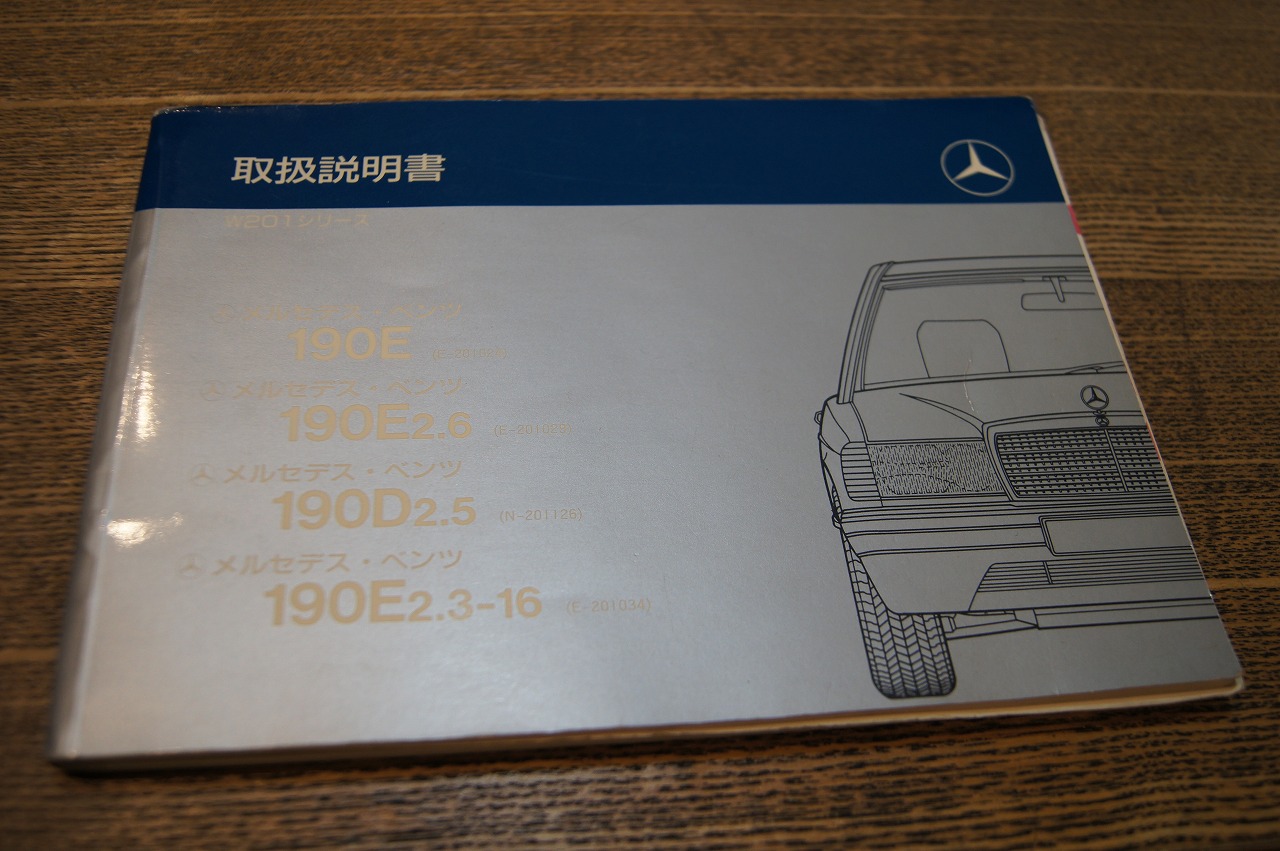 取扱説明書
W201シリーズ
メルセデス・ベンツ
190E (E-201024)
メルセデス・ベンツ
190E2.6 (E-201029)
メルセデス・ベンツ
190D2.5 (N-201126)
メルセデス・ベンツ
190E2.3-16 (E-201034)